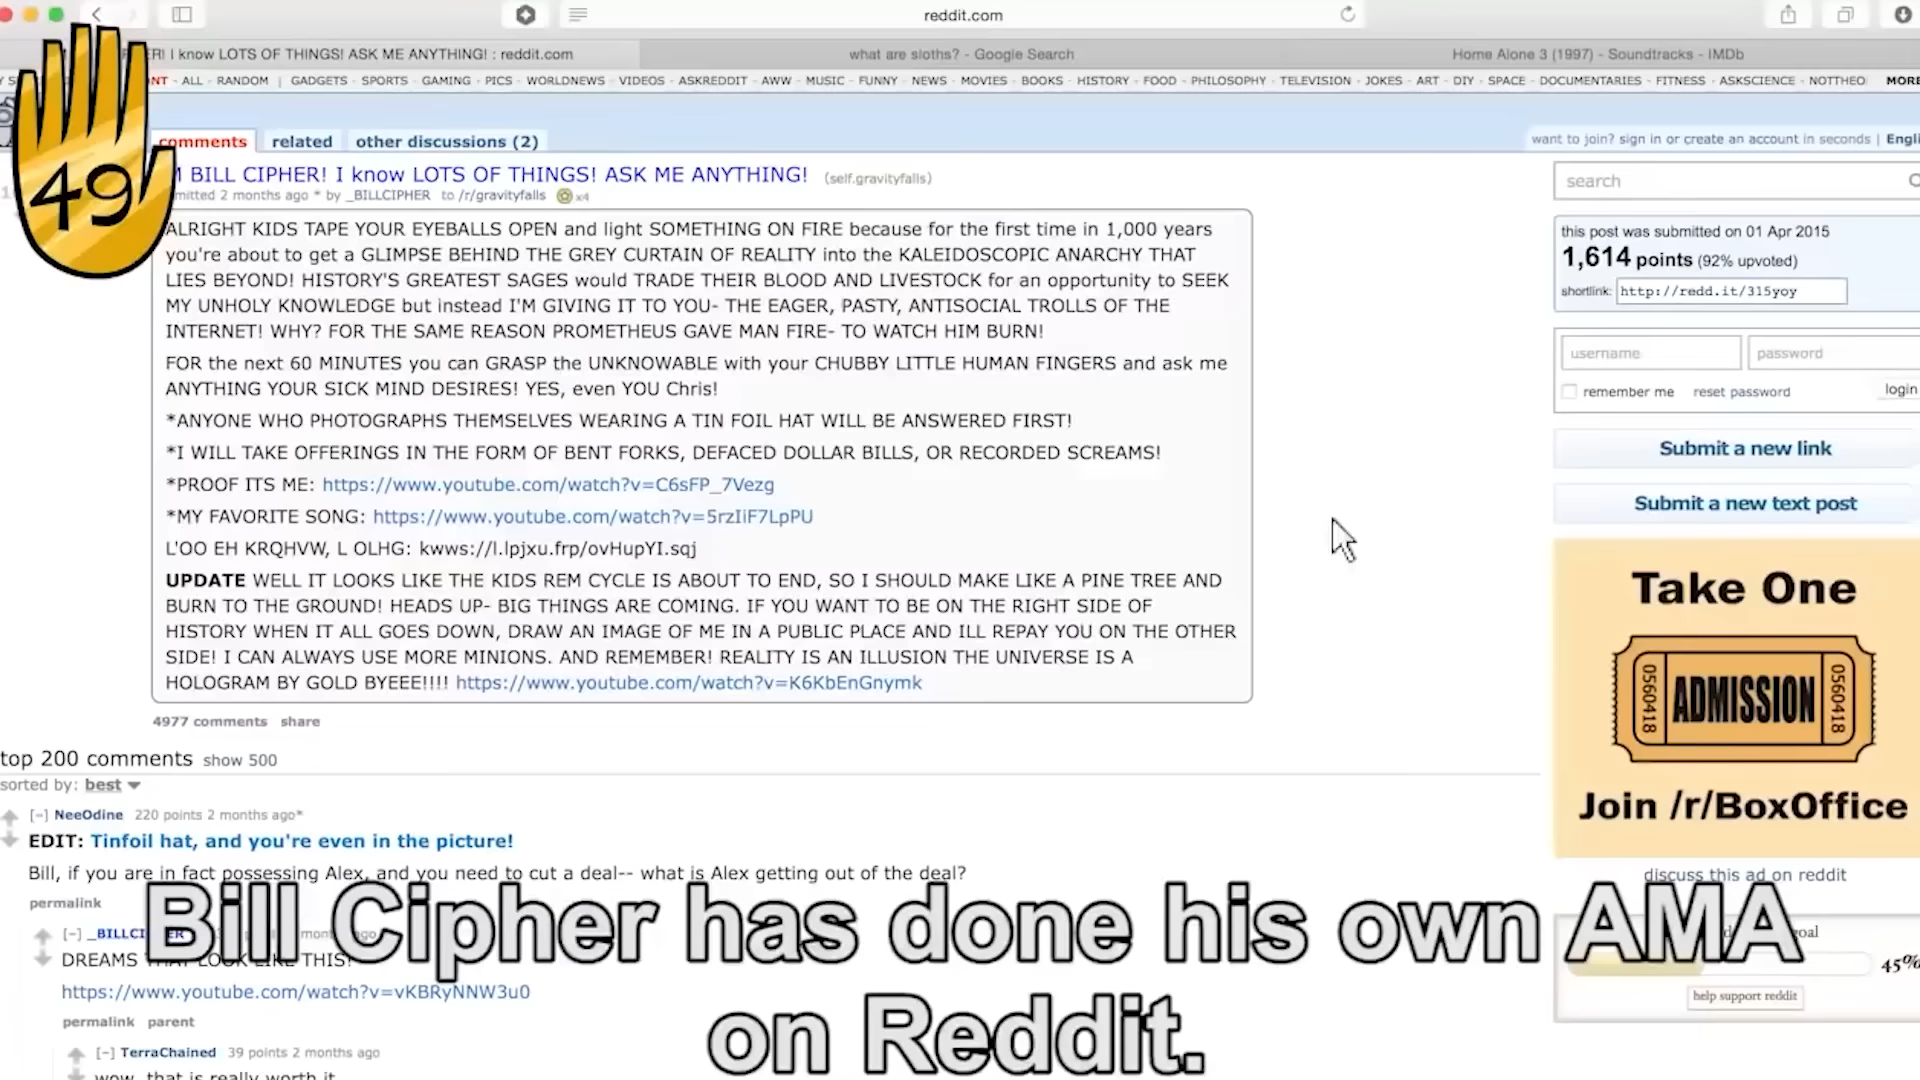 reddit.com
ER! I know LOTS OF THINGS! ASK ME ANYTHING! : reddit.com
what are sloths? - Google Search
Home Alone 3 (1997) - Soundtracks - IMDb
ALL - RANDOM | GADGETS - SPORTS - GAMING - PICS - WORLDNEWS - VIDEOS - ASKREDDIT - AWW - MUSIC - FUNNY - NEWS - MOVIES - BOOKS - HISTORY - FOOD - PHILOSOPHY - TELEVISION - JOKES - ART - DIY - SPACE - DOCUMENTARIES - FITNESS - ASKSCIENCE - NOTTHEO MORE
49
comments related other discussions (2)
want to join? sign in or create an account in seconds | Engli
M BILL CIPHER! I know LOTS OF THINGS! ASK ME ANYTHING! (self.gravityfalls)
mitted 2 months ago * by _BILLCIPHER to /r/gravityfalls x4
ALRIGHT KIDS TAPE YOUR EYEBALLS OPEN and light SOMETHING ON FIRE because for the first time in 1,000 years
you're about to get a GLIMPSE BEHIND THE GREY CURTAIN OF REALITY into the KALEIDOSCOPIC ANARCHY THAT
LIES BEYOND! HISTORY'S GREATEST SAGES would TRADE THEIR BLOOD AND LIVESTOCK for an opportunity to SEEK
MY UNHOLY KNOWLEDGE but instead I'M GIVING IT TO YOU- THE EAGER, PASTY, ANTISOCIAL TROLLS OF THE
INTERNET! WHY? FOR THE SAME REASON PROMETHEUS GAVE MAN FIRE- TO WATCH HIM BURN!
FOR the next 60 MINUTES you can GRASP the UNKNOWABLE with your CHUBBY LITTLE HUMAN FINGERS and ask me
ANYTHING YOUR SICK MIND DESIRES! YES, even YOU Chris!
*ANYONE WHO PHOTOGRAPHS THEMSELVES WEARING A TIN FOIL HAT WILL BE ANSWERED FIRST!
*I WILL TAKE OFFERINGS IN THE FORM OF BENT FORKS, DEFACED DOLLAR BILLS, OR RECORDED SCREAMS!
*PROOF ITS ME: https://www.youtube.com/watch?v=C6sFP_7Vezg
*MY FAVORITE SONG: https://www.youtube.com/watch?v=5rzIiF7LpPU
L'OO EH KRQHVW, L OLHG: kwws://l.lpjxu.frp/ovHupYI.sqj
UPDATE WELL IT LOOKS LIKE THE KIDS REM CYCLE IS ABOUT TO END, SO I SHOULD MAKE LIKE A PINE TREE AND
BURN TO THE GROUND! HEADS UP- BIG THINGS ARE COMING. IF YOU WANT TO BE ON THE RIGHT SIDE OF
HISTORY WHEN IT ALL GOES DOWN, DRAW AN IMAGE OF ME IN A PUBLIC PLACE AND ILL REPAY YOU ON THE OTHER
SIDE! I CAN ALWAYS USE MORE MINIONS. AND REMEMBER! REALITY IS AN ILLUSION THE UNIVERSE IS A
HOLOGRAM BY GOLD BYEEE!!!! https://www.youtube.com/watch?v=K6KbEnGnymk
4977 comments share
top 200 comments show 500
sorted by: best
[–] NeeOdine 220 points 2 months ago*
EDIT: Tinfoil hat, and you're even in the picture!
Bill, if you are in fact possessing Alex, and you need to cut a deal-- what is Alex getting out of the deal?
permalink
[–] _BILLCIPHER months ago
DREAMS THAT LOOK LIKE THIS!
https://www.youtube.com/watch?v=vKBRyNNW3u0
permalink parent
[–] TerraChained 39 points 2 months ago
wow, that is really worth it
search
this post was submitted on 01 Apr 2015
1,614 points (92% upvoted)
shortlink: http://redd.it/315yoy
username password
remember me reset password login
Submit a new link
Submit a new text post
Take One
0560418 ADMISSION 0560418
Join /r/BoxOffice
discuss this ad on reddit
goal
45%
help support reddit
Bill Cipher has done his own AMA
on Reddit.